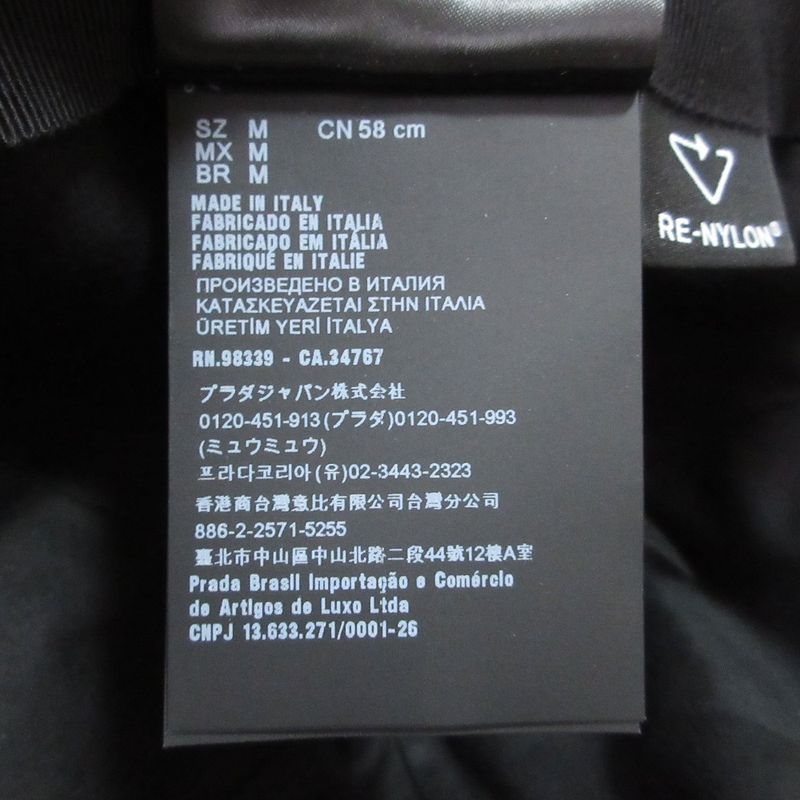 SZ M CN 58 cm
MX M
BR M
MADE IN ITALY
FABRICADO EN ITALIA
FABRICADO EM ITÁLIA
FABRIQUÉ EN ITALIE
ПРОИЗВЕДЕНО В ИТАЛИЯ
ΚΑΤΑΣΚΕΥΑΖΕΤΑΙ ΣΤΗΝ ΙΤΑΛΙΑ
ÜRETİM YERİ İTALYA
RN.98339 - CA.34767
プラダジャパン株式会社
0120-451-913(プラダ)0120-451-993
(ミュウミュウ)
프라다코리아(유)02-3443-2323
香港商台灣意比有限公司台灣分公司
886-2-2571-5255
臺北市中山區中山北路二段44號12樓A室
Prada Brasil Importação e Comércio
de Artigos de Luxo Ltda
CNPJ 13.633.271/0001-26
RE-NYLON®